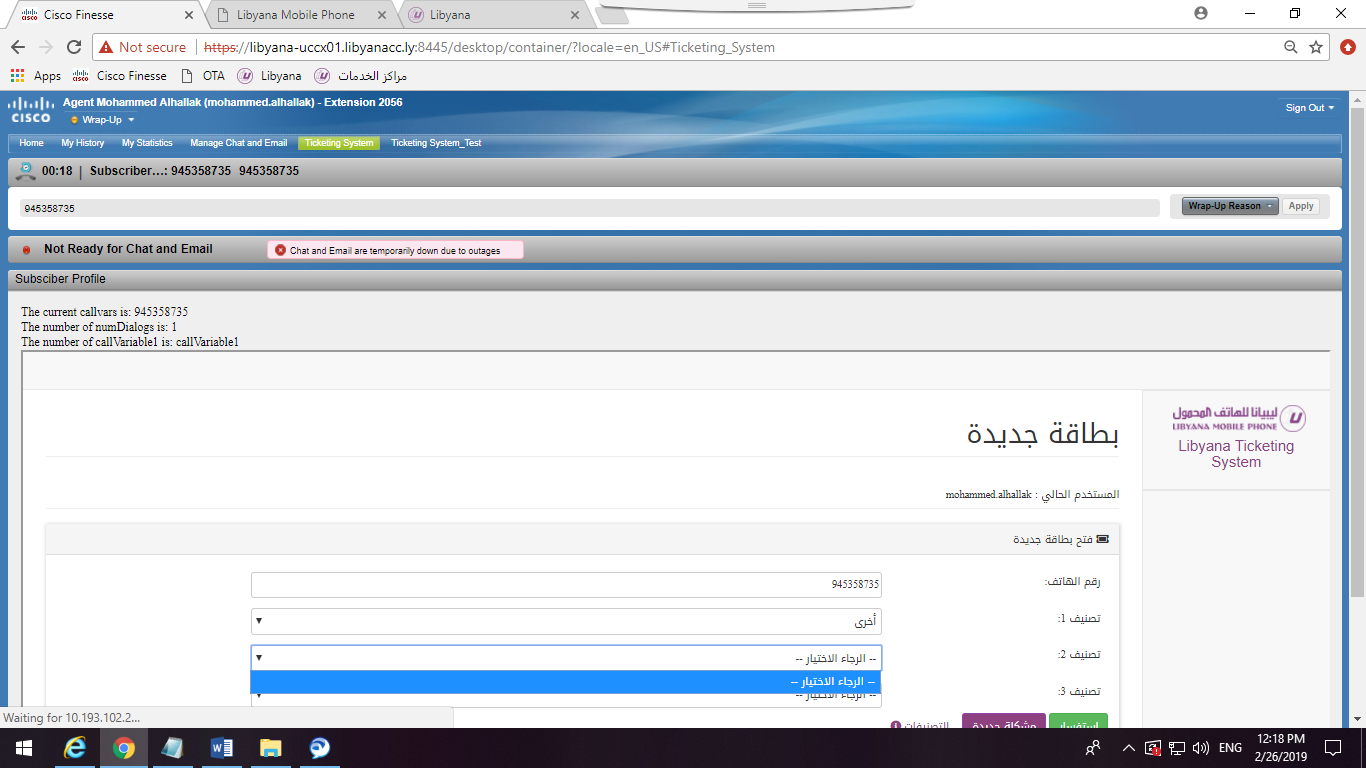 Cisco Finesse
Libyana Mobile Phone
Libyana
Not secure
https://libyana-uccx01.libyanacc.ly:8445/desktop/container/?locale=en_US#Ticketing_System
Apps
Cisco Finesse
OTA
Libyana
مراكز الخدمات
CISCO
Agent Mohammed Alhallak (mohammed.alhallak) - Extension 2056
Wrap-Up
Sign Out
Home
My History
My Statistics
Manage Chat and Email
Ticketing System
Ticketing System_Test
00:18 | Subscriber...: 945358735 945358735
945358735
Wrap-Up Reason
Apply
Not Ready for Chat and Email
Chat and Email are temporarily down due to outages
Subsciber Profile
The current callvars is: 945358735
The number of numDialogs is: 1
The number of callVariable1 is: callVariable1
ليبيانا للهاتف المحمول
LIBYANA MOBILE PHONE
Libyana Ticketing
System
بطاقة جديدة
المستخدم الحالي : mohammed.alhallak
فتح بطاقة جديدة
رقم الهاتف:
945358735
تصنيف 1:
أخرى
تصنيف 2:
-- الرجاء الاختيار --
-- الرجاء الاختيار --
تصنيف 3:
-- الرجاء الاختيار --
استفسار
مشكلة جديدة
التصنيفات
Waiting for 10.193.102.2...
ENG
12:18 PM
2/26/2019